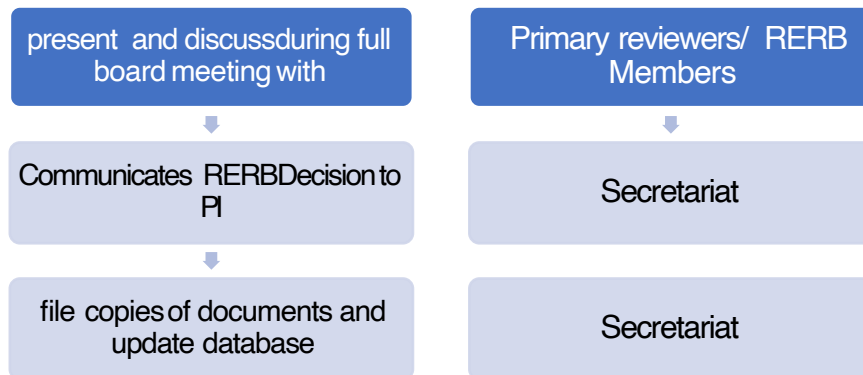 present and discussduring full
board meeting with
Primary reviewers/ RERB
Members
Communicates RERBDecision to
PI
Secretariat
file copies of documents and
update database
Secretariat